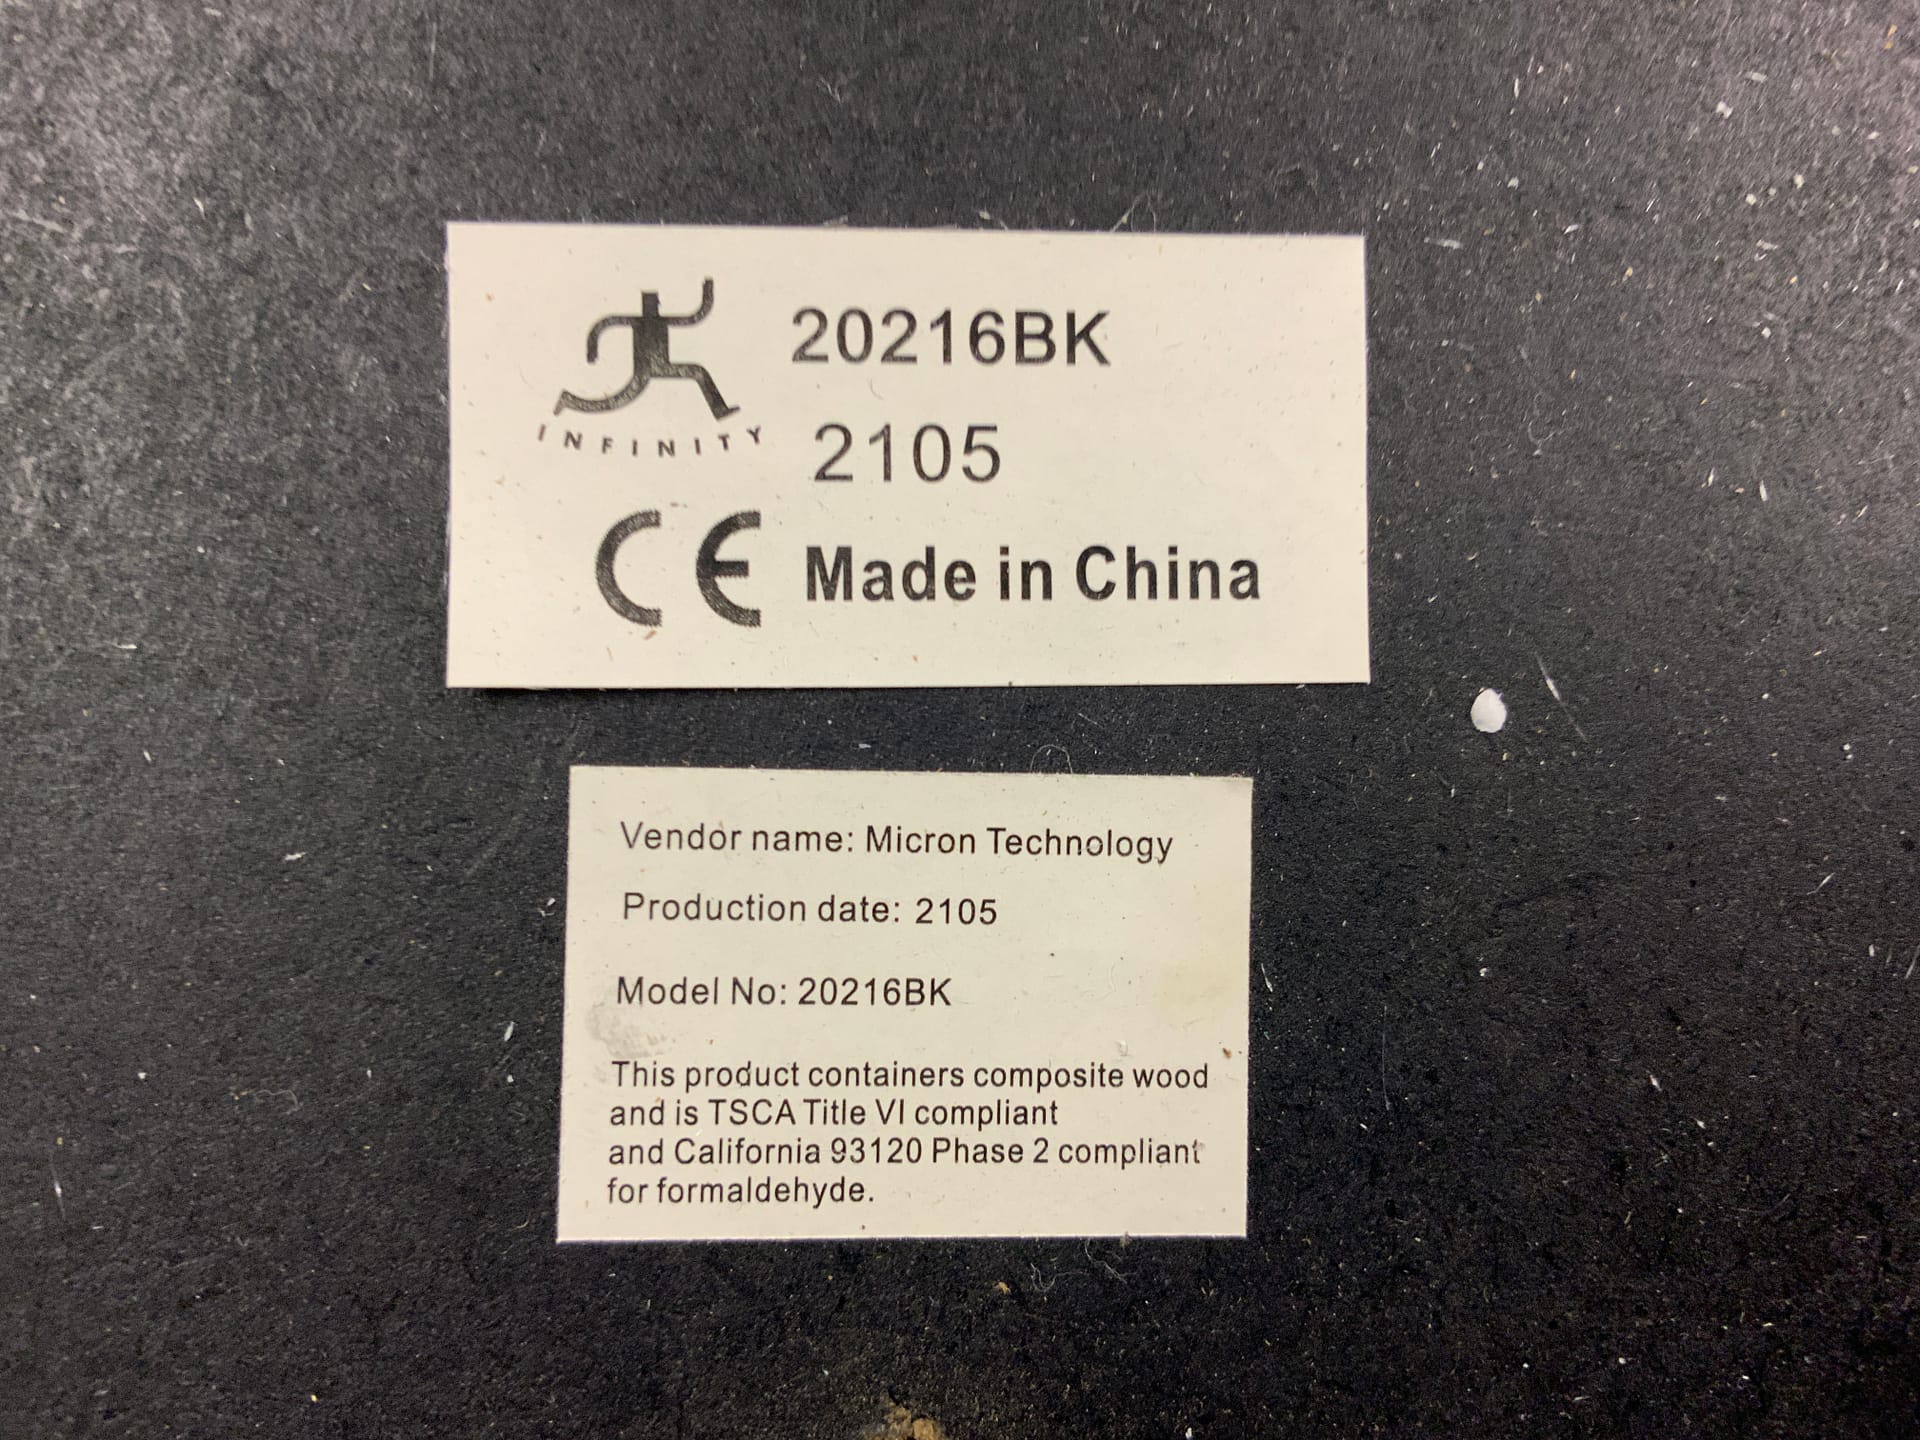 INFINITY
20216BK
2105
CE Made in China
Vendor name: Micron Technology
Production date: 2105
Model No: 20216BK
This product containers composite wood
and is TSCA Title VI compliant
and California 93120 Phase 2 compliant
for formaldehyde.